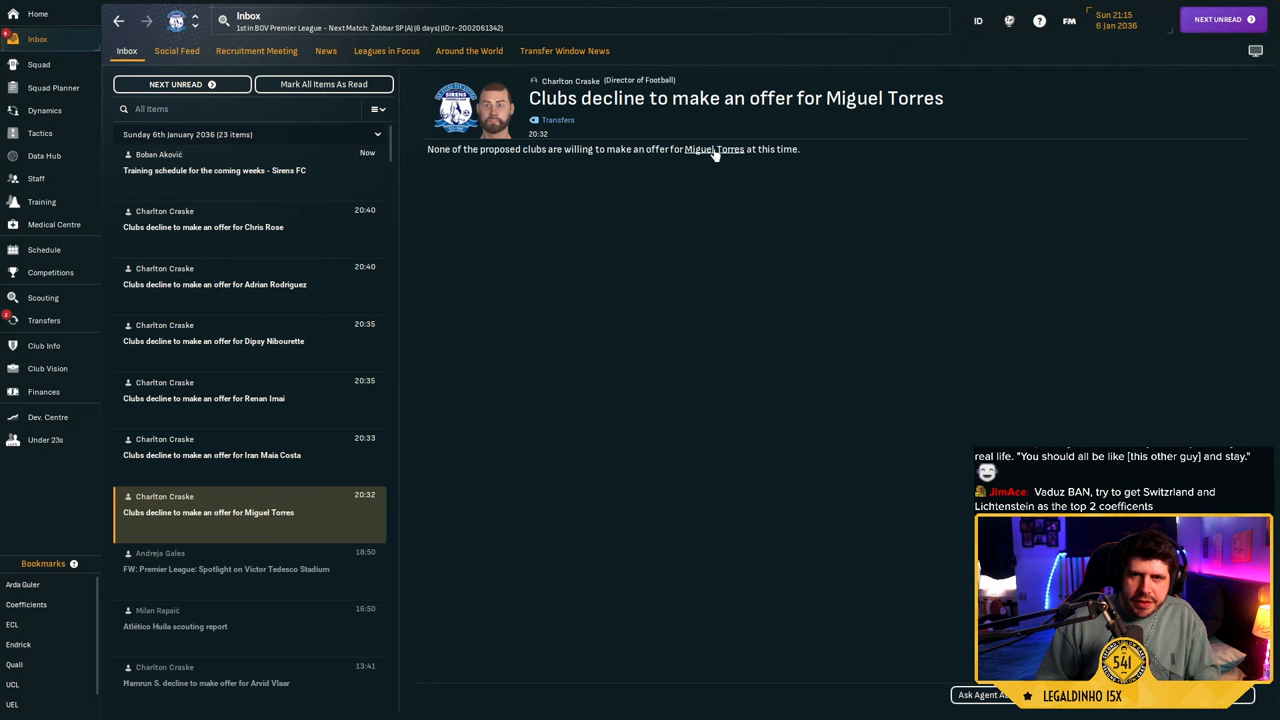 Home
Inbox
Squad
Squad Planner
Dynamics
Tactics
Data Hub
Staff
Training
Medical Centre
Schedule
Competitions
Scouting
Transfers
Club Info
Club Vision
Finances
Dev. Centre
Under 23s
Bookmarks ?
Arda Guler
Coefficients
ECL
Endrick
Quali
UCL
UEL
Inbox
1st in BOV Premier League - Next Match: Żabbar SP (A) (6 days) (ID:r-2002061342)
ID
?
FM
Sun 21:15
6 Jan 2036
NEXT UNREAD
Inbox
Social Feed
Recruitment Meeting
News
Leagues in Focus
Around the World
Transfer Window News
NEXT UNREAD
Mark All Items As Read
All Items
Sunday 6th January 2036 (23 items)
Boban Aković
Now
Training schedule for the coming weeks - Sirens FC
Charlton Craske
20:40
Clubs decline to make an offer for Chris Rose
Charlton Craske
20:40
Clubs decline to make an offer for Adrian Rodriguez
Charlton Craske
20:35
Clubs decline to make an offer for Dipsy Nibourette
Charlton Craske
20:35
Clubs decline to make an offer for Renan Imai
Charlton Craske
20:33
Clubs decline to make an offer for Iran Maia Costa
Charlton Craske
20:32
Clubs decline to make an offer for Miguel Torres
Andreja Galea
18:50
FW: Premier League: Spotlight on Victor Tedesco Stadium
Milan Rapaić
16:50
Atlético Huila scouting report
Charlton Craske
13:41
Hamrun S. decline to make offer for Arvid Vlaar
SIRENS
Charlton Craske (Director of Football)
Clubs decline to make an offer for Miguel Torres
Transfers
20:32
None of the proposed clubs are willing to make an offer for Miguel Torres at this time.
real life. "You should all be like [this other guy] and stay."
JimAce: Vaduz BAN, try to get Switzrland and
Lichtenstein as the top 2 coefficents
Ask Agent
541
LEGALDINHO 15X